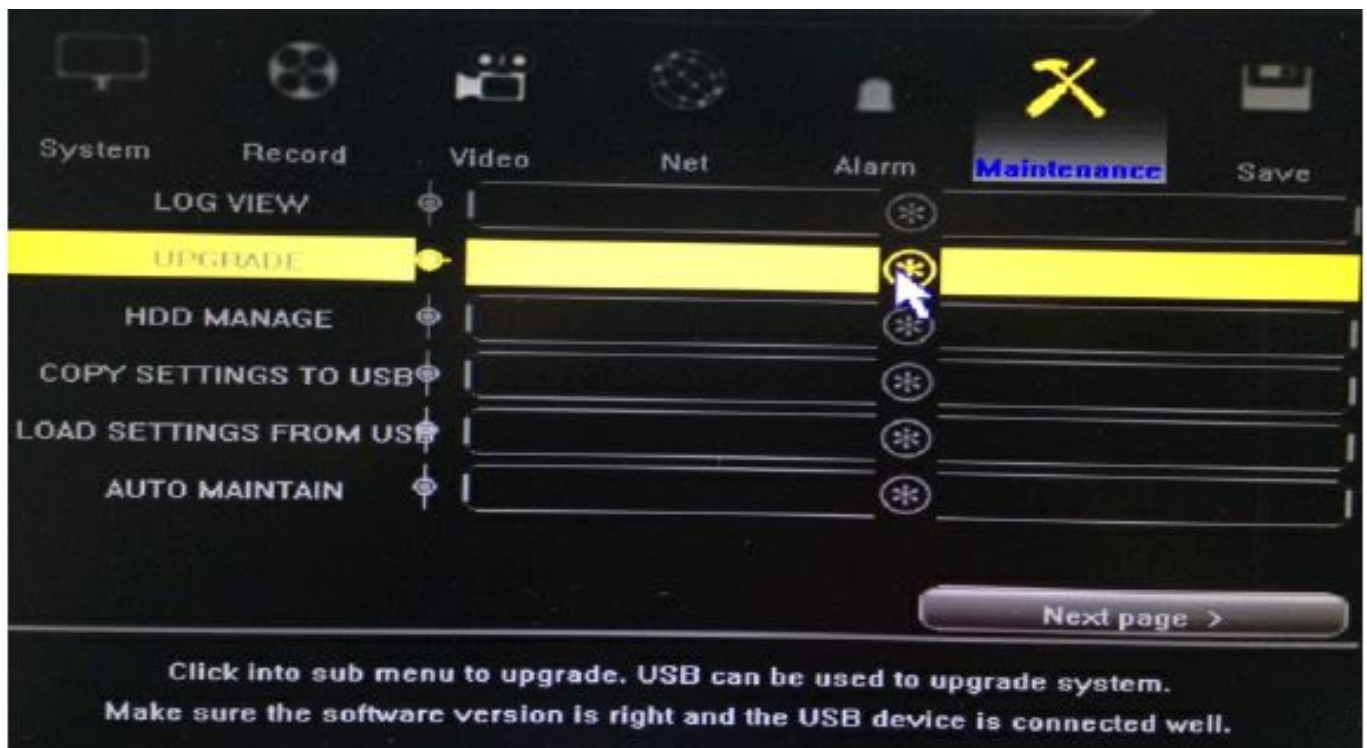 System Record Video Net Alarm Maintenance Save
LOG VIEW
UPGRADE
HDD MANAGE
COPY SETTINGS TO USB
LOAD SETTINGS FROM USB
AUTO MAINTAIN
Next page >
Click into sub menu to upgrade. USB can be used to upgrade system.
Make sure the software version is right and the USB device is connected well.